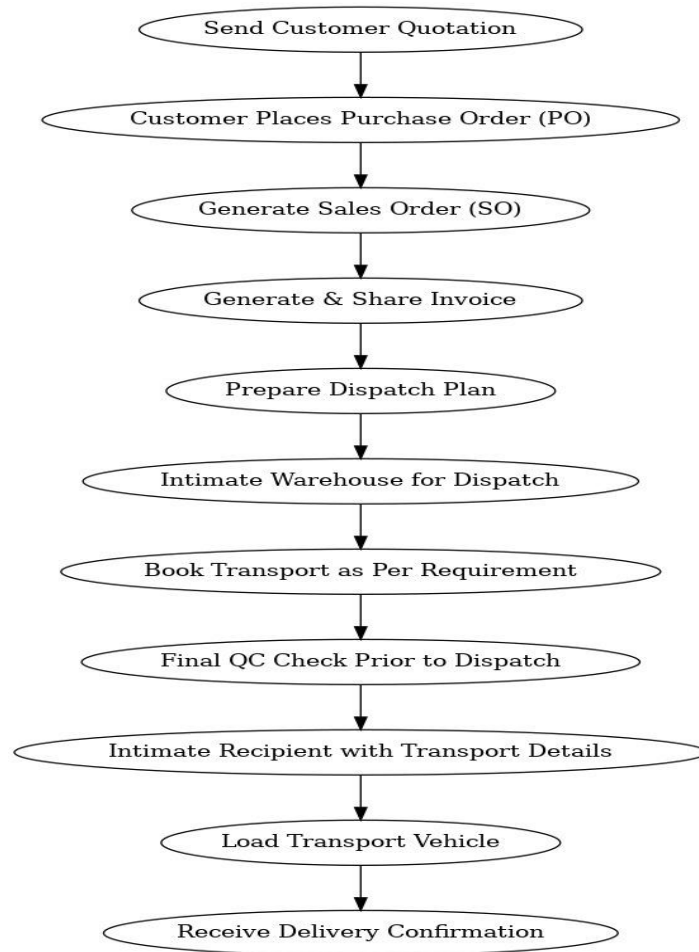 Send Customer Quotation
Customer Places Purchase Order (PO)
Generate Sales Order (SO)
Generate & Share Invoice
Prepare Dispatch Plan
Intimate Warehouse for Dispatch
Book Transport as Per Requirement
Final QC Check Prior to Dispatch
Intimate Recipient with Transport Details
Load Transport Vehicle
Receive Delivery Confirmation